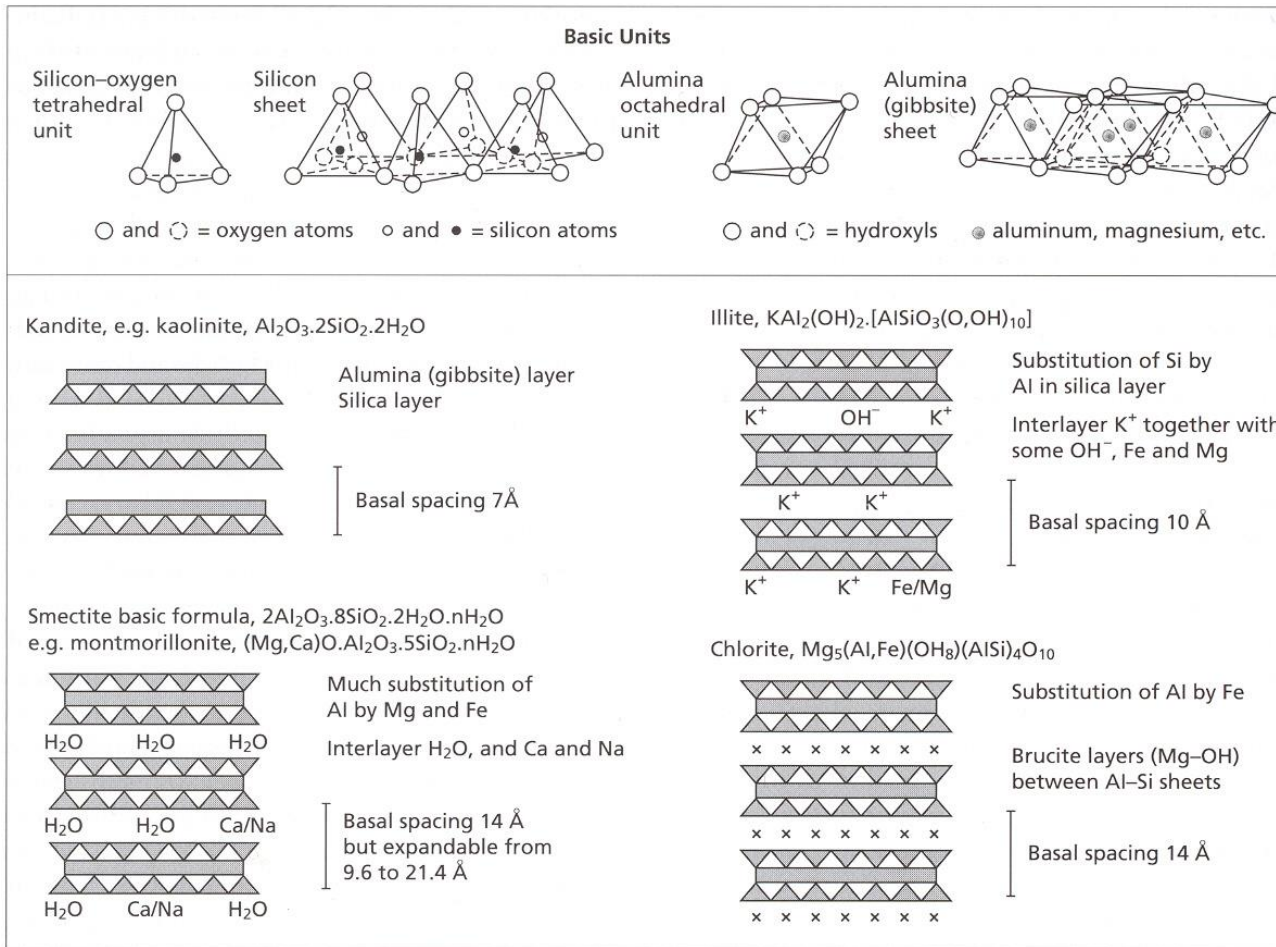 Basic Units
Silicon–oxygen
tetrahedral
unit
Silicon
sheet
Alumina
octahedral
unit
Alumina
(gibbsite)
sheet
○ and ◌ = oxygen atoms ○ and ● = silicon atoms
○ and ◌ = hydroxyls ● aluminum, magnesium, etc.
Kandite, e.g. kaolinite, Al₂O₃.2SiO₂.2H₂O
Alumina (gibbsite) layer
Silica layer
Basal spacing 7Å
Illite, KAl₂(OH)₂.[AlSiO₃(O,OH)₁₀]
Substitution of Si by
Al in silica layer
K⁺ OH⁻ K⁺
Interlayer K⁺ together with
some OH⁻, Fe and Mg
K⁺ K⁺
Basal spacing 10 Å
K⁺ K⁺ Fe/Mg
Smectite basic formula, 2Al₂O₃.8SiO₂.2H₂O.nH₂O
e.g. montmorillonite, (Mg,Ca)O.Al₂O₃.5SiO₂.nH₂O
Much substitution of
Al by Mg and Fe
H₂O H₂O H₂O
Interlayer H₂O, and Ca and Na
H₂O H₂O Ca/Na
Basal spacing 14 Å
but expandable from
9.6 to 21.4 Å
H₂O Ca/Na H₂O
Chlorite, Mg₅(Al,Fe)(OH₈)(AlSi)₄O₁₀
Substitution of Al by Fe
× × × × × × ×
Brucite layers (Mg–OH)
between Al–Si sheets
× × × × × × ×
Basal spacing 14 Å
× × × × × × ×